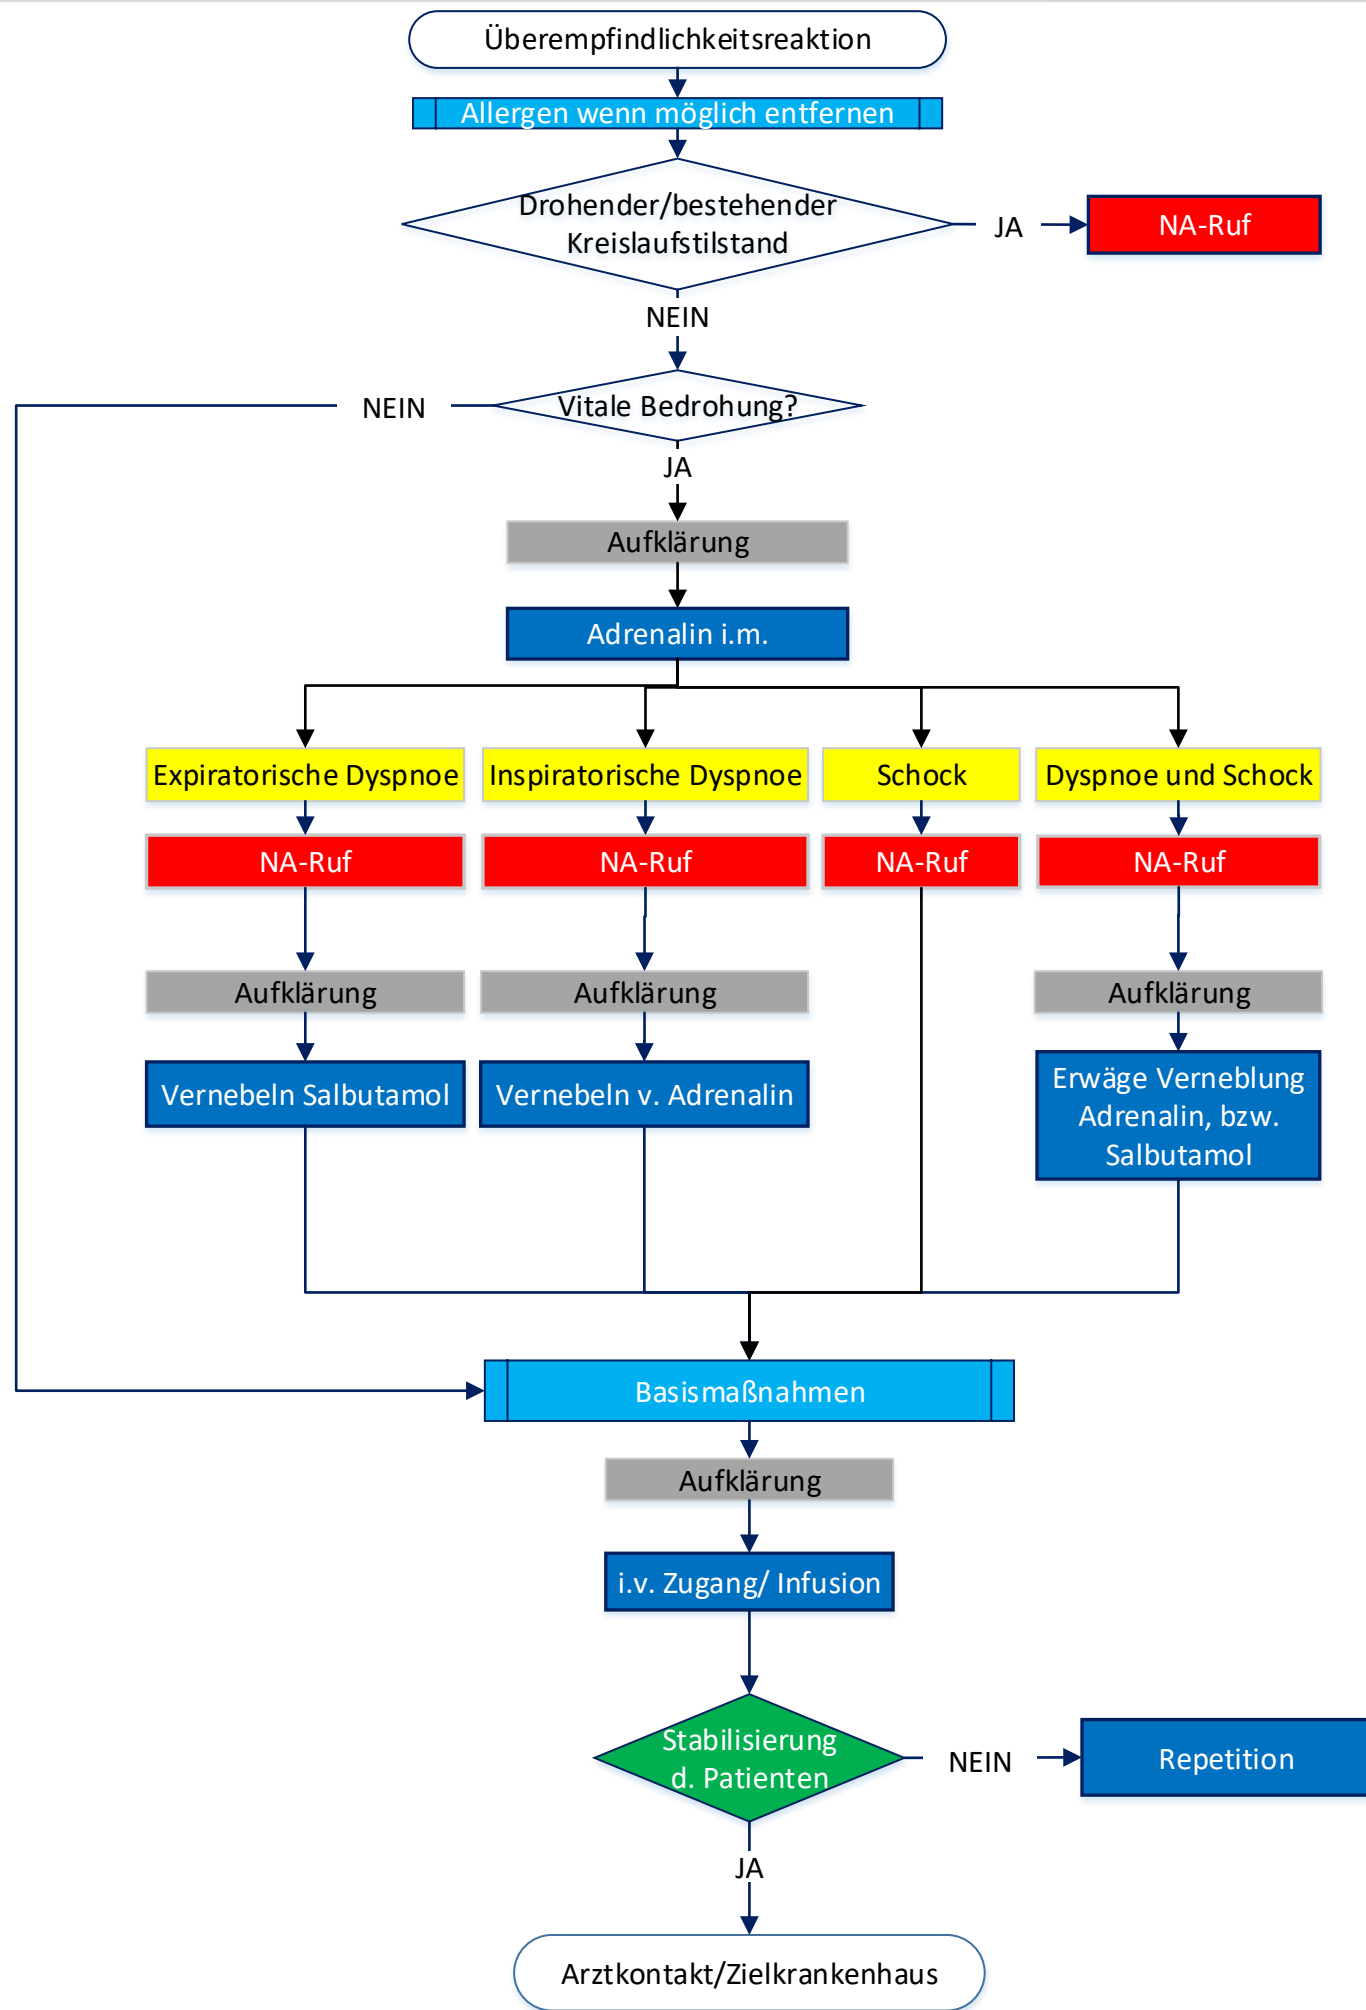 Überempfindlichkeitsreaktion
Allergen wenn möglich entfernen
Drohender/bestehender
Kreislaufstilstand
JA
NA-Ruf
NEIN
Vitale Bedrohung?
NEIN
JA
Aufklärung
Adrenalin i.m.
Expiratorische Dyspnoe
Inspiratorische Dyspnoe
Schock
Dyspnoe und Schock
NA-Ruf
NA-Ruf
NA-Ruf
NA-Ruf
Aufklärung
Aufklärung
Aufklärung
Vernebeln Salbutamol
Vernebeln v. Adrenalin
Erwäge Verneblung
Adrenalin, bzw.
Salbutamol
Basismaßnahmen
Aufklärung
i.v. Zugang/ Infusion
Stabilisierung
d. Patienten
NEIN
Repetition
JA
Arztkontakt/Zielkrankenhaus